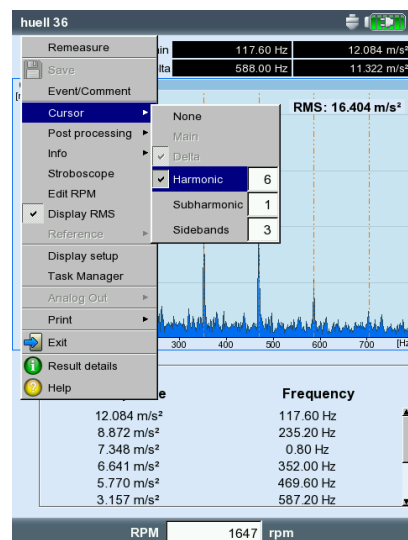 huell 36
Remeasure
in 117.60 Hz 12.084 m/s²
Save
lta 588.00 Hz 11.322 m/s²
Event/Comment
Cursor
RMS: 16.404 m/s²
None
Post processing
Main
Info
Delta
Stroboscope
Harmonic 6
Edit RPM
Subharmonic 1
Display RMS
Sidebands 3
Reference
Display setup
Task Manager
Analog Out
Print
300 400 500 600 700 [Hz
Exit
Result details
Help
e Frequency
12.084 m/s² 117.60 Hz
8.872 m/s² 235.20 Hz
7.348 m/s² 0.80 Hz
6.641 m/s² 352.00 Hz
5.770 m/s² 469.60 Hz
3.157 m/s² 587.20 Hz
RPM 1647 rpm